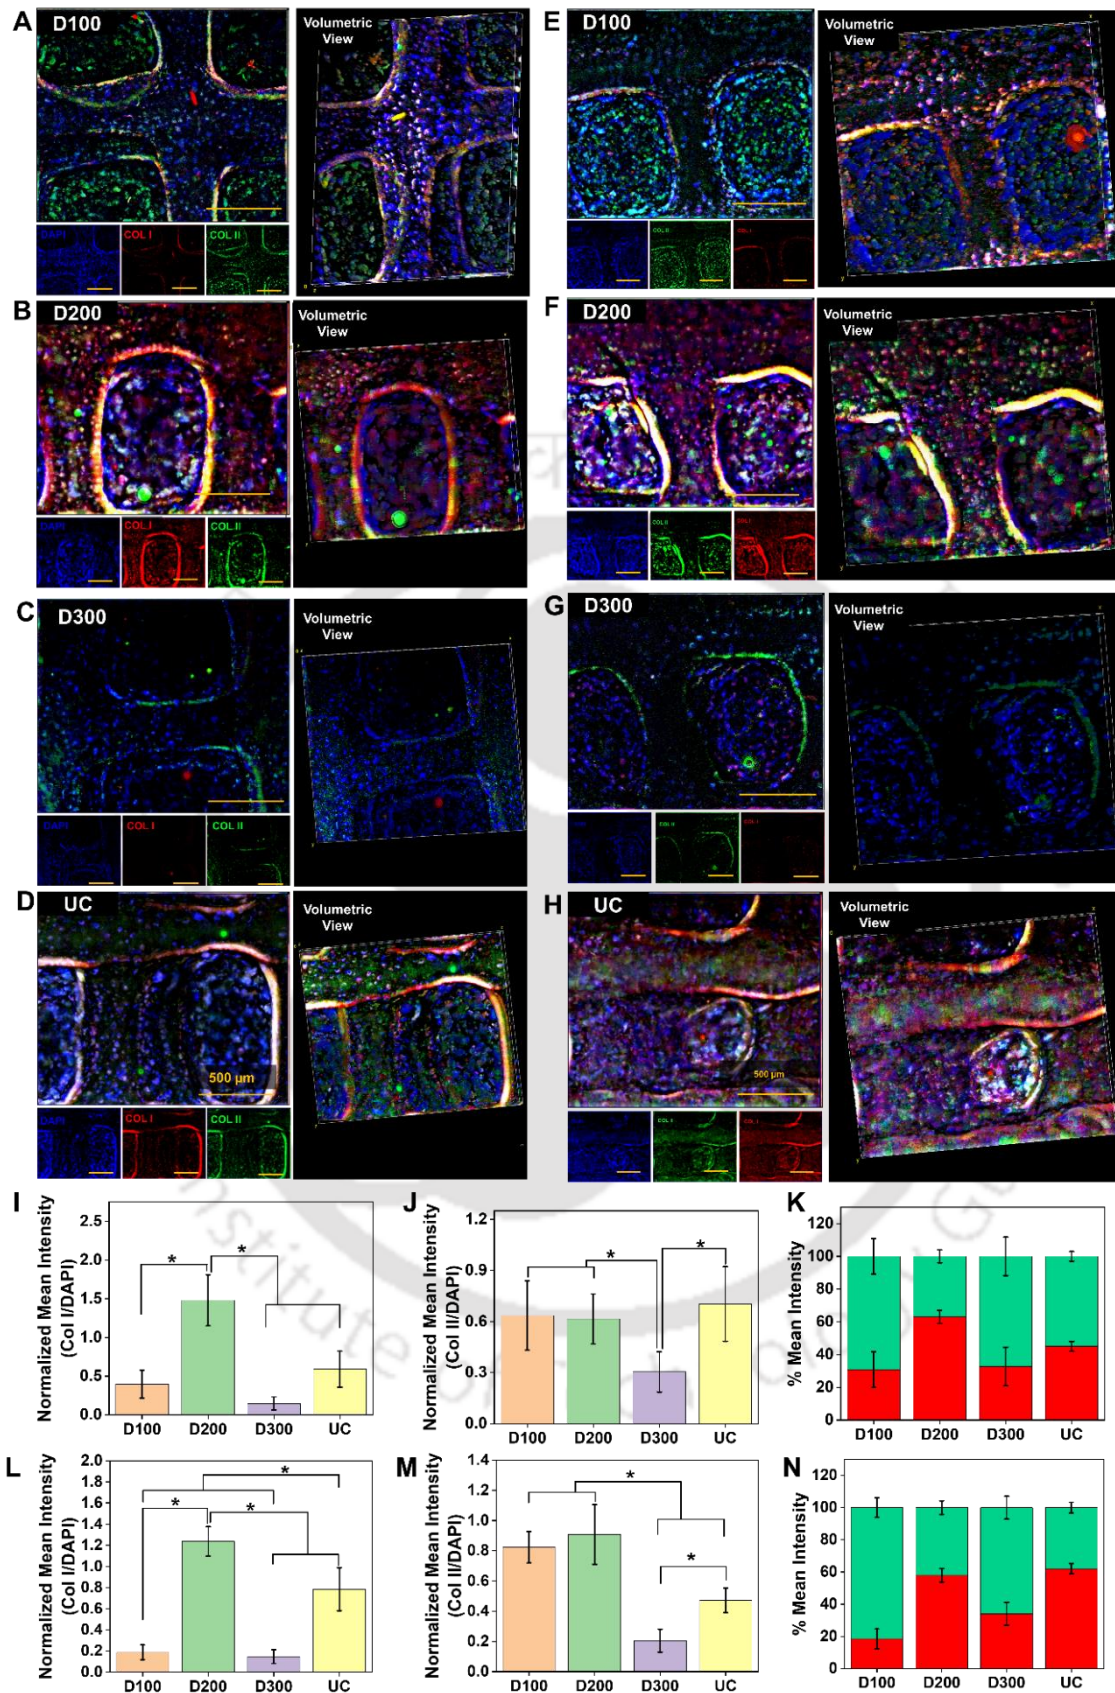 A
D100
Volumetric
View
DAPI
COL I
COL II
E
D100
Volumetric
View
COL II
COL I
B
D200
Volumetric
View
DAPI
COL I
COL II
F
D200
Volumetric
View
COL II
COL I
C
D300
Volumetric
View
COL I
COL II
G
D300
Volumetric
View
COL II
COL I
D
UC
500 µm
Volumetric
View
DAPI
COL I
COL II
H
UC
500 µm
Volumetric
View
COL II
COL I
I
Normalized Mean Intensity
(Col I/DAPI)
2.5
2.0
1.5
1.0
0.5
0.0
*
*
D100 D200 D300 UC
J
Normalized Mean Intensity
(Col II/DAPI)
1.2
0.9
0.6
0.3
0.0
*
*
D100 D200 D300 UC
K
% Mean Intensity
120
100
80
60
40
20
0
D100 D200 D300 UC
L
Normalized Mean Intensity
(Col I/DAPI)
2.0
1.8
1.6
1.4
1.2
1.0
0.8
0.6
0.4
0.2
0.0
*
*
*
D100 D200 D300 UC
M
Normalized Mean Intensity
(Col II/DAPI)
1.4
1.2
1.0
0.8
0.6
0.4
0.2
0.0
*
*
D100 D200 D300 UC
N
% Mean Intensity
120
100
80
60
40
20
0
D100 D200 D300 UC
nstitute of